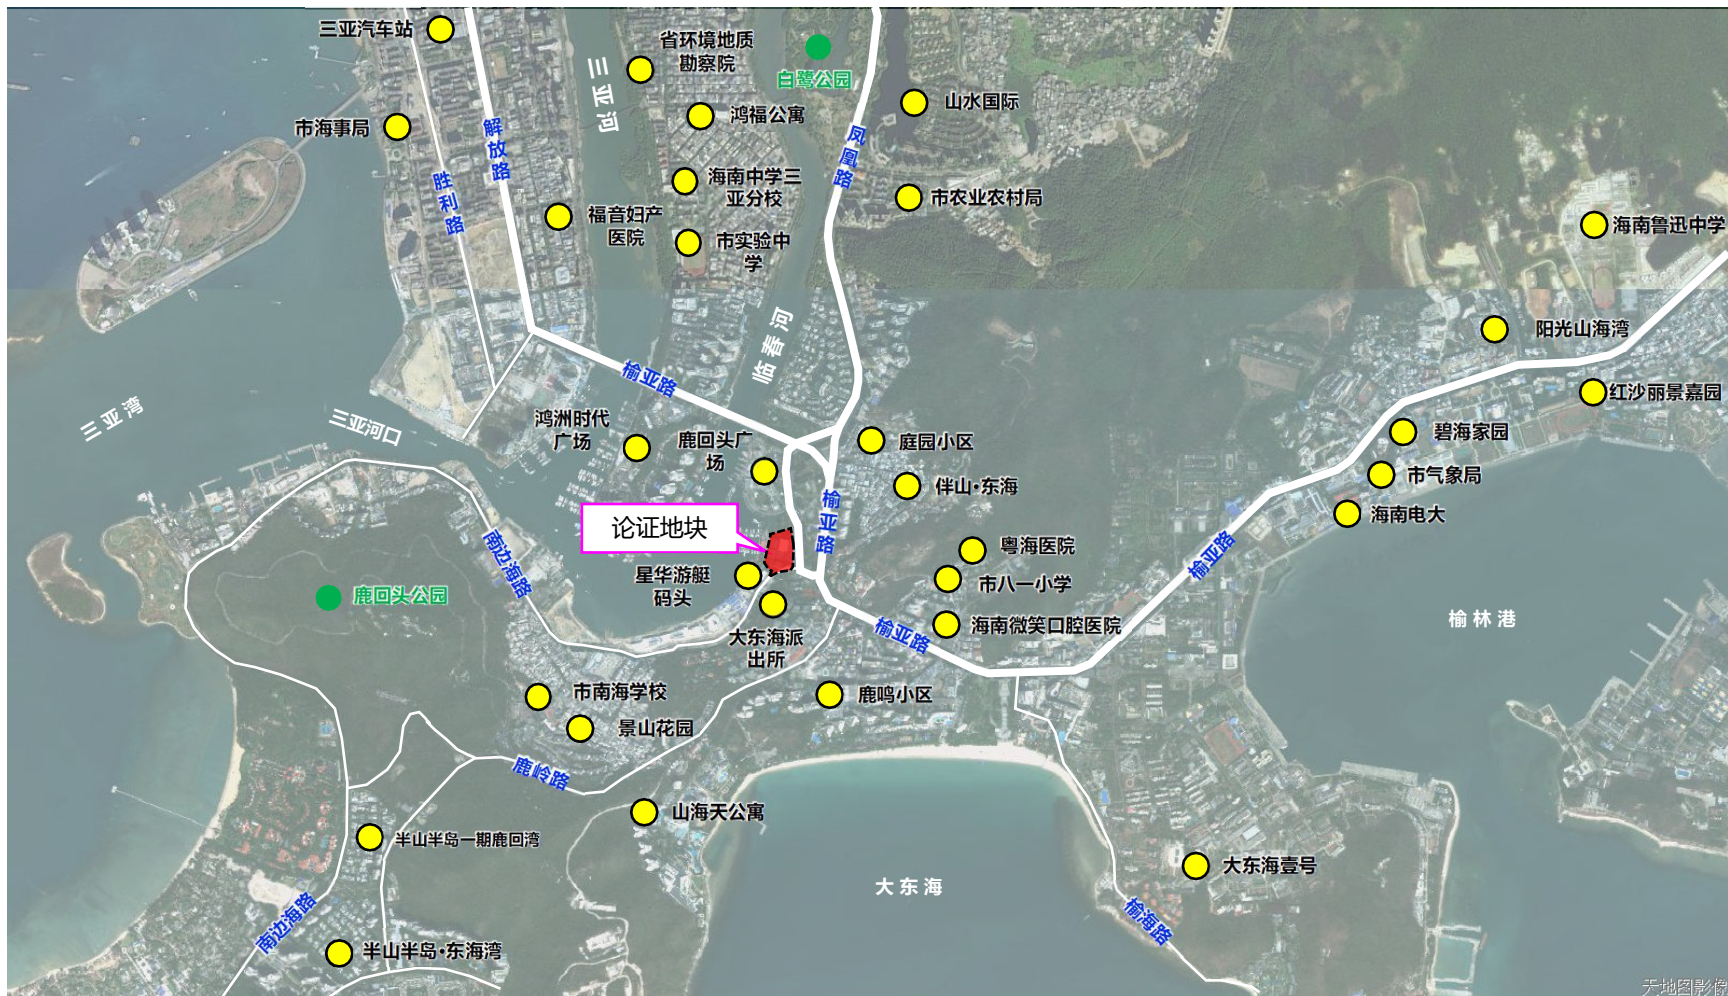 三亚汽车站
省环境地质
勘察院
白鹭公园
山水国际
三亚河
鸿福公寓
市海事局
解放路
凤凰路
胜利路
海南中学三
亚分校
市农业农村局
福音妇产
医院
市实验中
学
海南鲁迅中学
阳光山海湾
临春河
榆亚路
红沙丽景嘉园
三亚湾
三亚河口
鸿洲时代
广场
鹿回头广
场
庭园小区
碧海家园
市气象局
伴山·东海
海南电大
榆亚路
论证地块
南边海路
粤海医院
榆亚路
星华游艇
码头
市八一小学
鹿回头公园
海南微笑口腔医院
榆林港
大东海派
出所
榆亚路
市南海学校
鹿鸣小区
景山花园
鹿岭路
山海天公寓
半山半岛一期鹿回湾
大东海壹号
大东海
南边海路
榆海路
半山半岛·东海湾
天地图影像